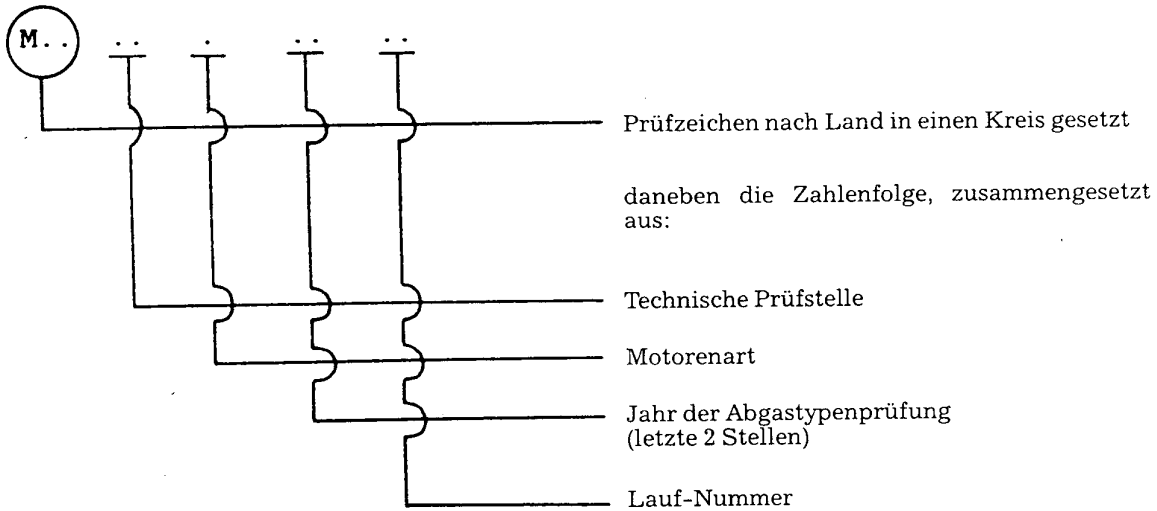 M. .
. . . . . . .
Prüfzeichen nach Land in einen Kreis gesetzt
daneben die Zahlenfolge, zusammengesetzt
aus:
Technische Prüfstelle
Motorenart
Jahr der Abgastypenprüfung
(letzte 2 Stellen)
Lauf-Nummer